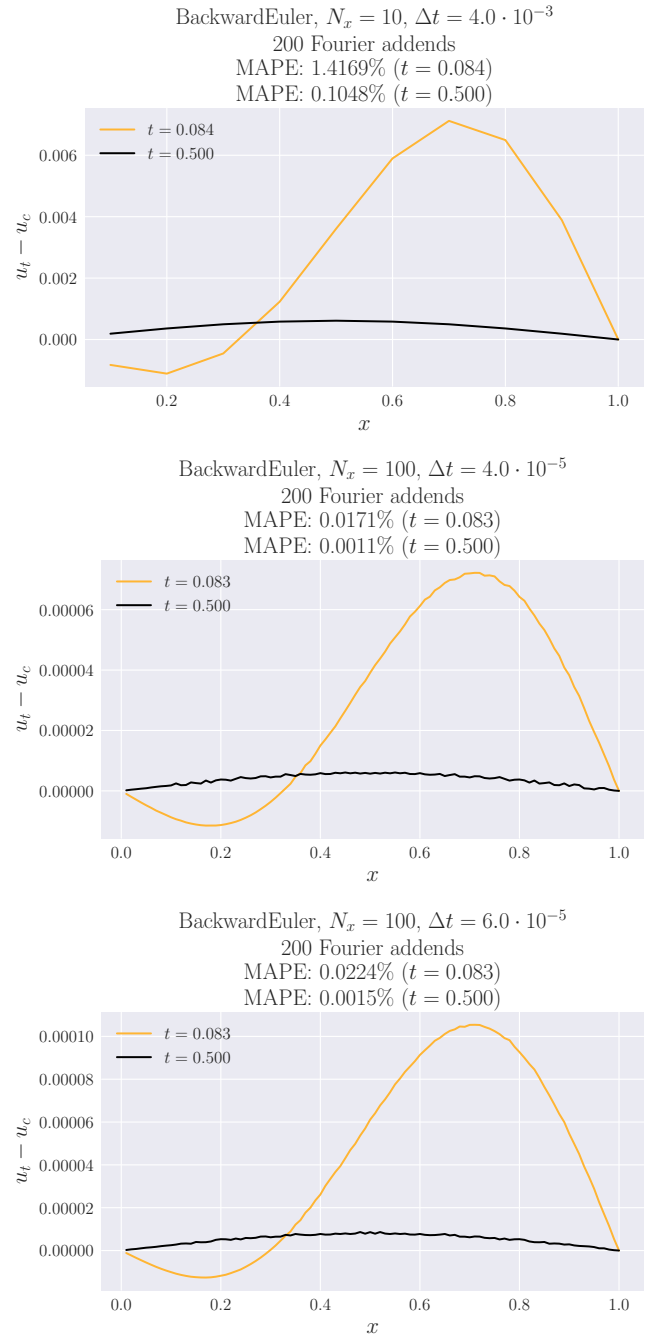 BackwardEuler, $N_x = 10$, $\Delta t = 4.0 \cdot 10^{-3}$
200 Fourier addends
MAPE: 1.4169% ($t = 0.084$)
MAPE: 0.1048% ($t = 0.500$)
$t = 0.084$
$t = 0.500$
0.006
0.004
0.002
0.000
$u_t - u_c$
0.2 0.4 0.6 0.8 1.0
$x$
BackwardEuler, $N_x = 100$, $\Delta t = 4.0 \cdot 10^{-5}$
200 Fourier addends
MAPE: 0.0171% ($t = 0.083$)
MAPE: 0.0011% ($t = 0.500$)
$t = 0.083$
$t = 0.500$
0.00006
0.00004
0.00002
0.00000
$u_t - u_c$
0.0 0.2 0.4 0.6 0.8 1.0
$x$
BackwardEuler, $N_x = 100$, $\Delta t = 6.0 \cdot 10^{-5}$
200 Fourier addends
MAPE: 0.0224% ($t = 0.083$)
MAPE: 0.0015% ($t = 0.500$)
$t = 0.083$
$t = 0.500$
0.00010
0.00008
0.00006
0.00004
0.00002
0.00000
$u_t - u_c$
0.0 0.2 0.4 0.6 0.8 1.0
$x$